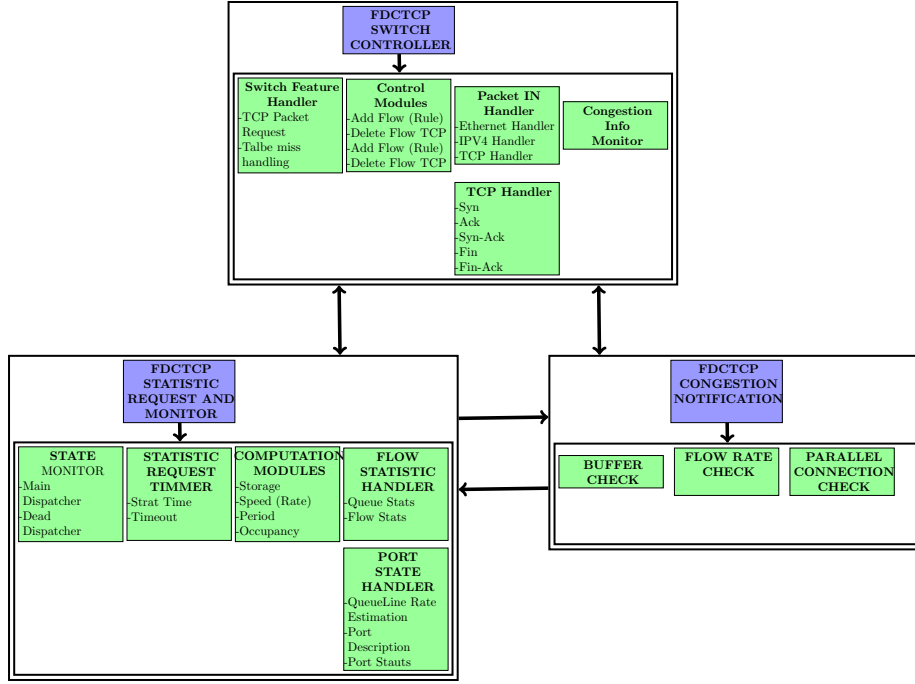 FDCTCP
SWITCH
CONTROLLER
Switch Feature
Handler
-TCP Packet
Request
-Talbe miss
handling
Control
Modules
-Add Flow (Rule)
-Delete Flow TCP
-Add Flow (Rule)
-Delete Flow TCP
Packet IN
Handler
-Ethernet Handler
-IPV4 Handler
-TCP Handler
Congestion
Info
Monitor
TCP Handler
-Syn
-Ack
-Syn-Ack
-Fin
-Fin-Ack
FDCTCP
STATISTIC
REQUEST AND
MONITOR
STATE
MONITOR
-Main
Dispatcher
-Dead
Dispatcher
STATISTIC
REQUEST
TIMMER
-Strat Time
-Timeout
COMPUTATION
MODULES
-Storage
-Speed (Rate)
-Period
-Occupancy
FLOW
STATISTIC
HANDLER
-Queue Stats
-Flow Stats
PORT
STATE
HANDLER
-QueueLine Rate
Estimation
-Port
Description
-Port Stauts
FDCTCP
CONGESTION
NOTIFICATION
BUFFER
CHECK
FLOW RATE
CHECK
PARALLEL
CONNECTION
CHECK